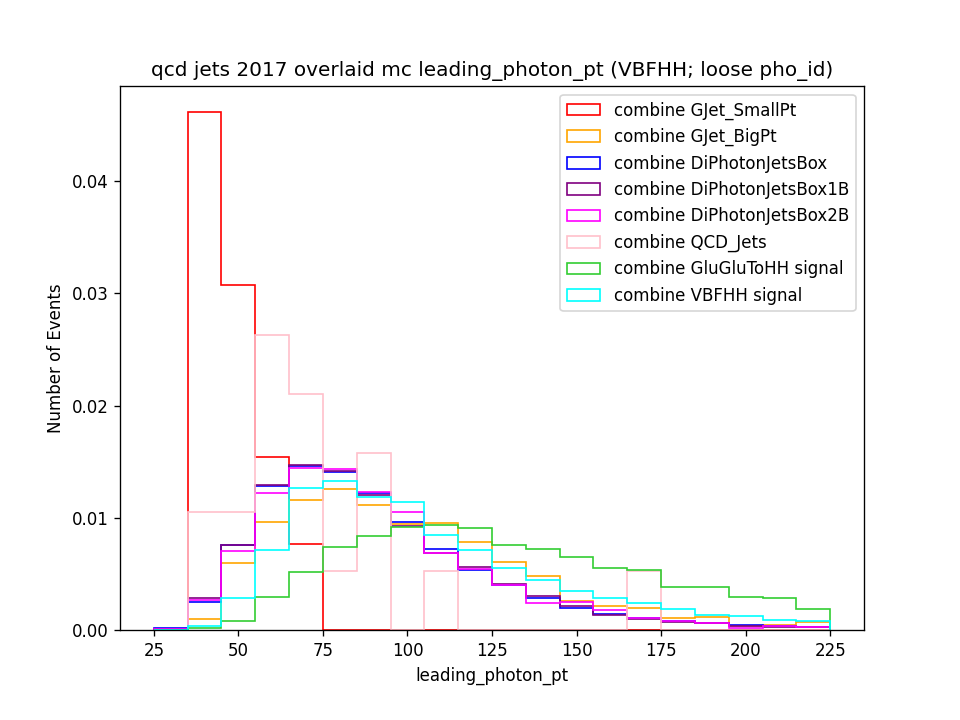 qcd jets 2017 overlaid mc leading_photon_pt (VBFHH; loose pho_id)
combine GJet_SmallPt
combine GJet_BigPt
combine DiPhotonJetsBox
combine DiPhotonJetsBox1B
combine DiPhotonJetsBox2B
combine QCD_Jets
combine GluGluToHH signal
combine VBFHH signal
Number of Events
0.04
0.03
0.02
0.01
0.00
25 50 75 100 125 150 175 200 225
leading_photon_pt